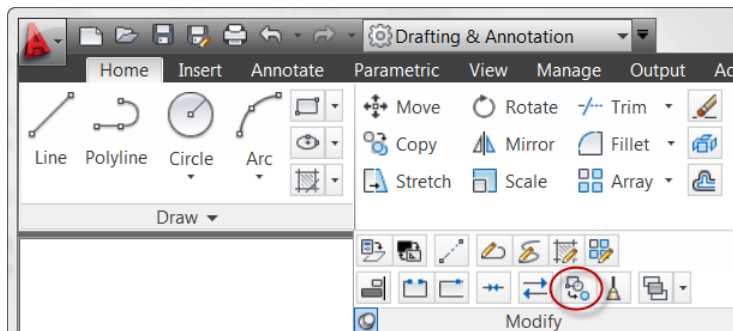 Drafting & Annotation
Home Insert Annotate Parametric View Manage Output
Move Rotate Trim
Copy Mirror Fillet
Line Polyline Circle Arc
Stretch Scale Array
Draw
Modify